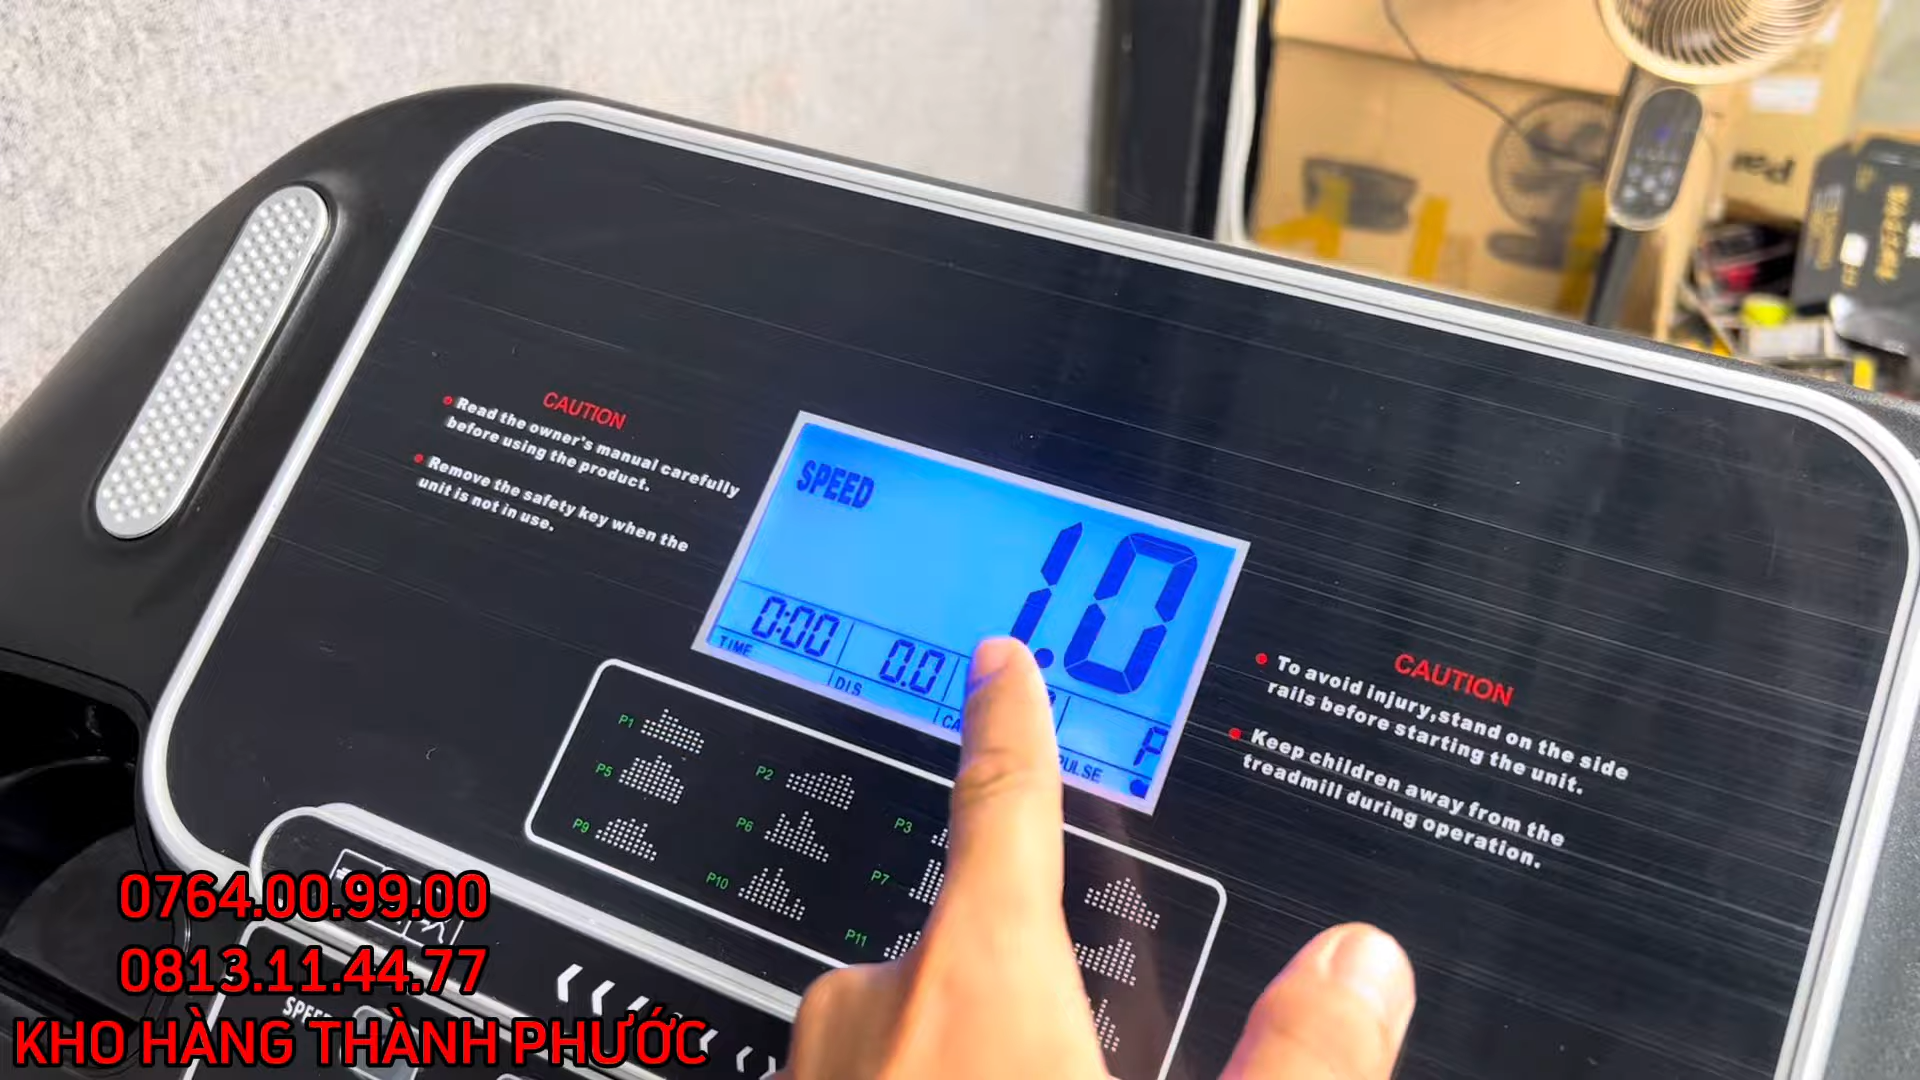 CAUTION
Read the owner's manual carefully
before using the product.
Remove the safety key when the
unit is not in use.
SPEED
1.0
0:00
0.0
TIME
DIS
P
CAUTION
To avoid injury,stand on the side
rails before starting the unit.
Keep children away from the
treadmill during operation.
P1
P2
P3
P5
P6
P7
P9
P10
P11
0764.00.99.00
0813.11.44.77
KHO HÀNG THÀNH PHƯỚC